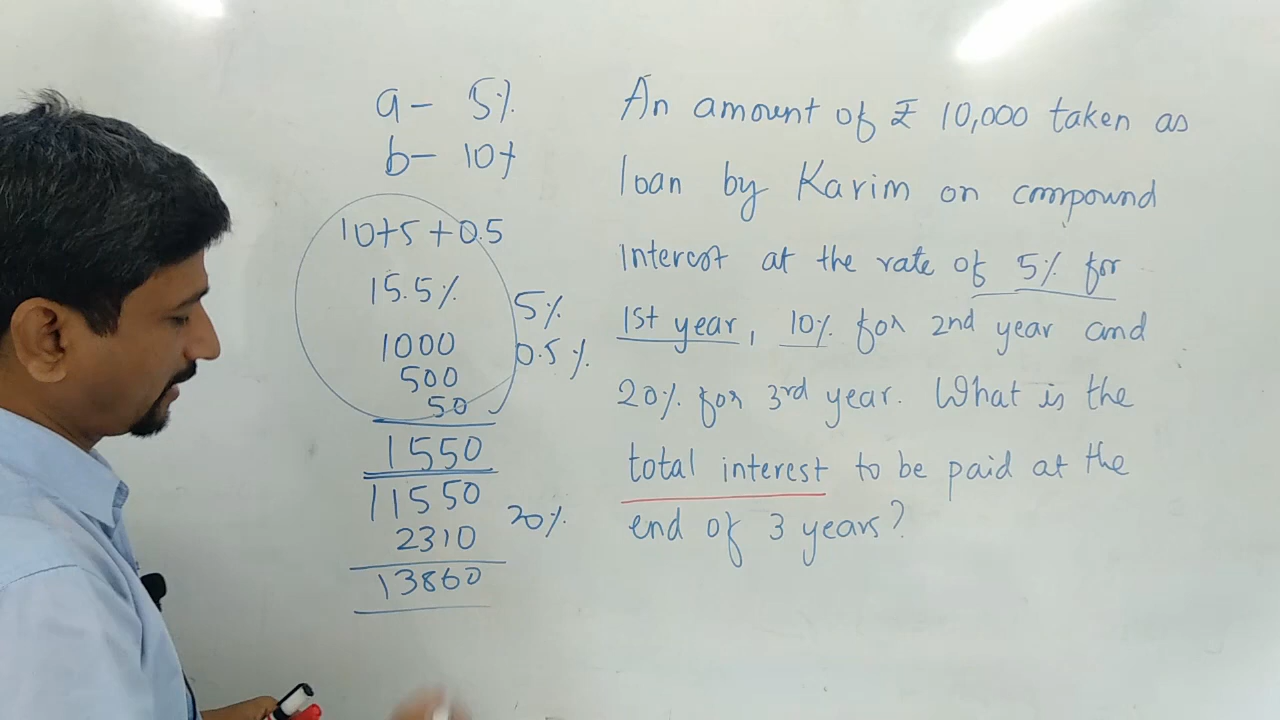 a- 5%
b- 10+
10+5+0.5
15.5%
5%
1000
0.5%
500
50
1550
11550
20%
2310
13860
An amount of ₹ 10,000 taken as
loan by Karim on compound
interest at the rate of 5% for
1st year, 10% for 2nd year and
20% for 3rd year. What is the
total interest to be paid at the
end of 3 years?